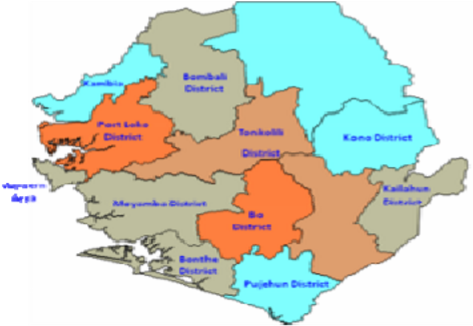 Kambia
Bombali
District
Port Loko
District
Tonkolili
District
Kono District
Kailahun
District
Moyamba District
Bo
District
Bonthe
District
Pujehun District